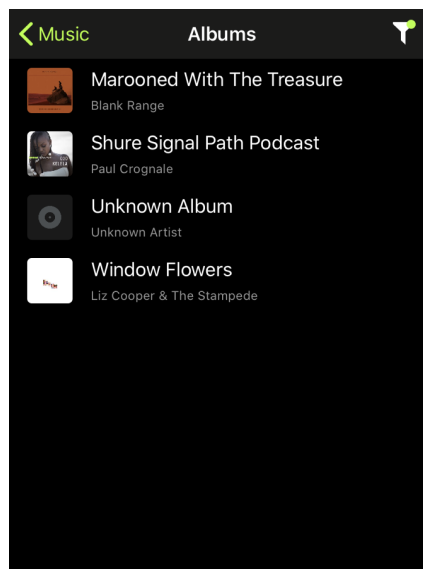 Music
Albums
Marooned With The Treasure
Blank Range
Shure Signal Path Podcast
Paul Crognale
Unknown Album
Unknown Artist
Window Flowers
Liz Cooper & The Stampede